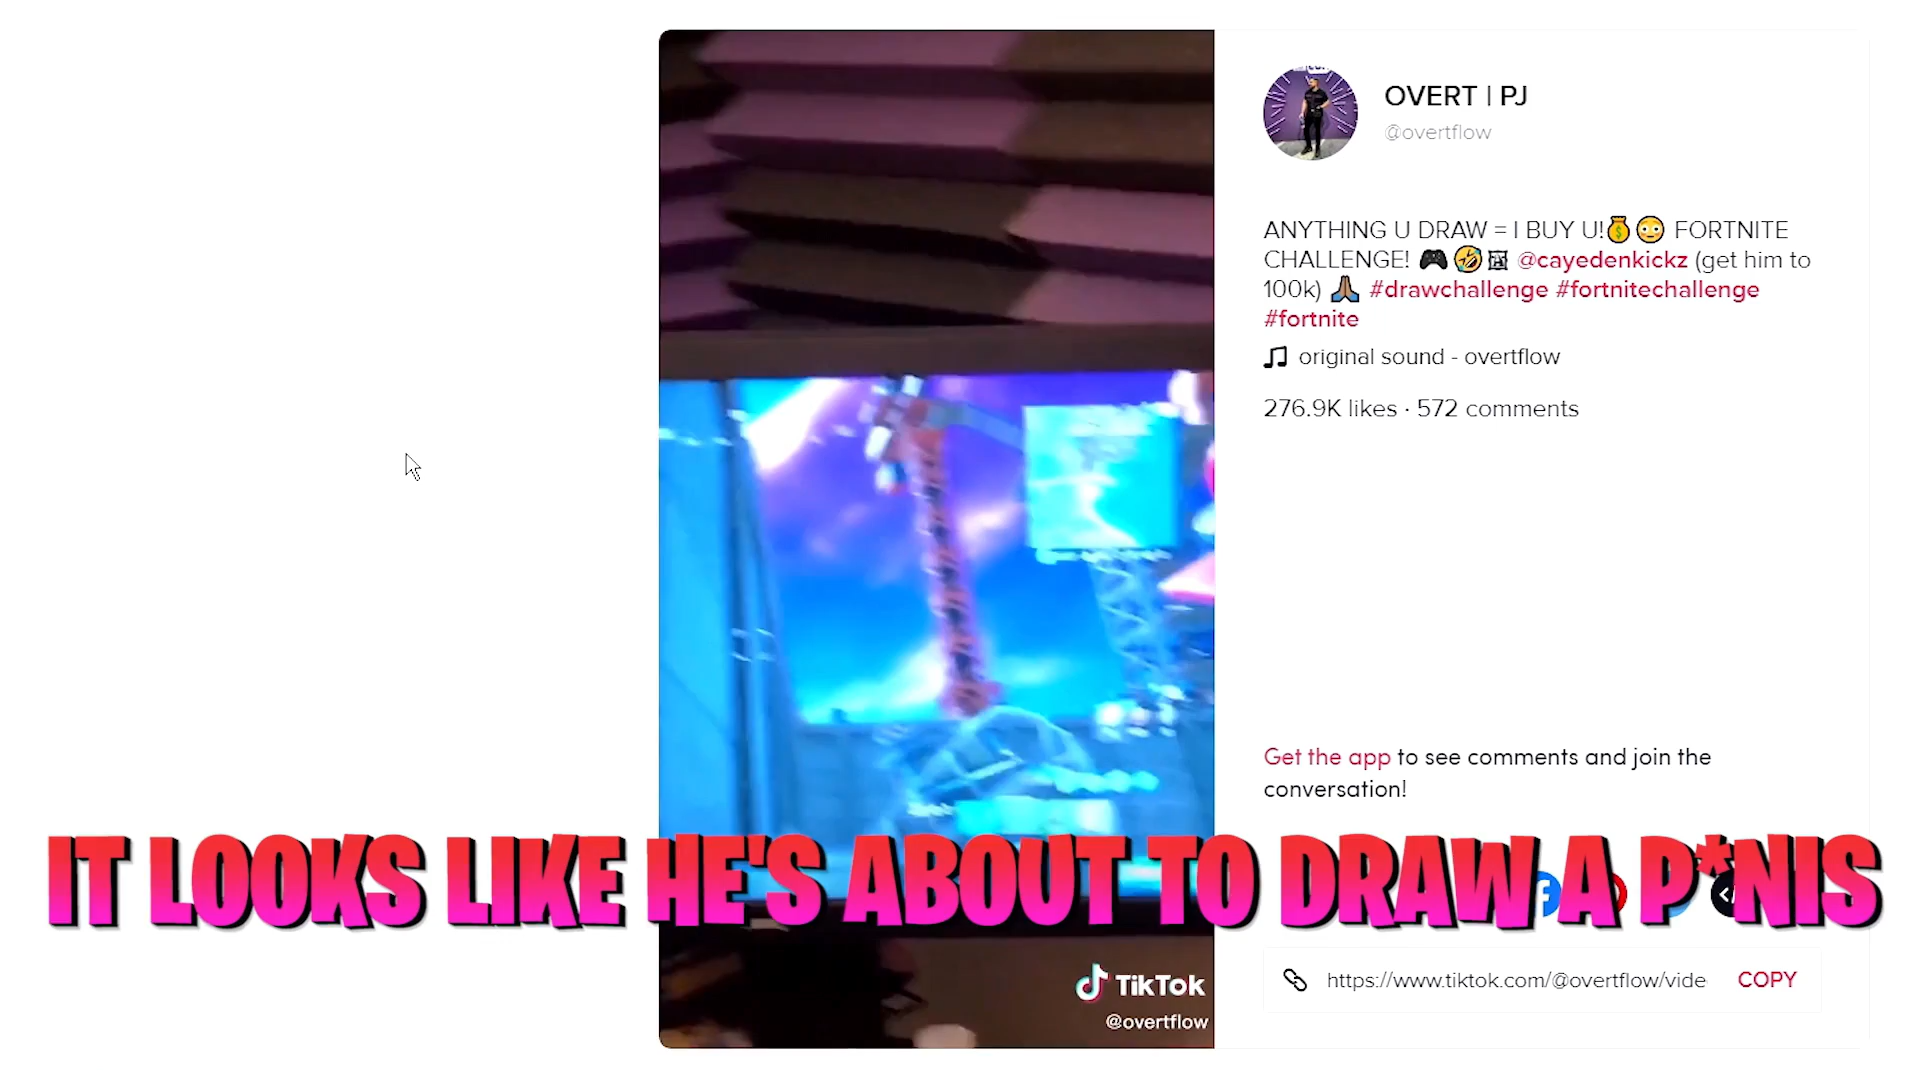 OVERT | PJ
@overtflow
ANYTHING U DRAW = I BUY U!💰😳 FORTNITE
CHALLENGE! 🎮🤣🖼 @cayedenkickz (get him to
100k) 🙏🏾 #drawchallenge #fortnitechallenge
#fortnite
original sound - overtflow
276.9K likes · 572 comments
Get the app to see comments and join the
conversation!
IT LOOKS LIKE HE'S ABOUT TO DRAW A P*NIS
https://www.tiktok.com/@overtflow/vide COPY
TikTok
@overtflow